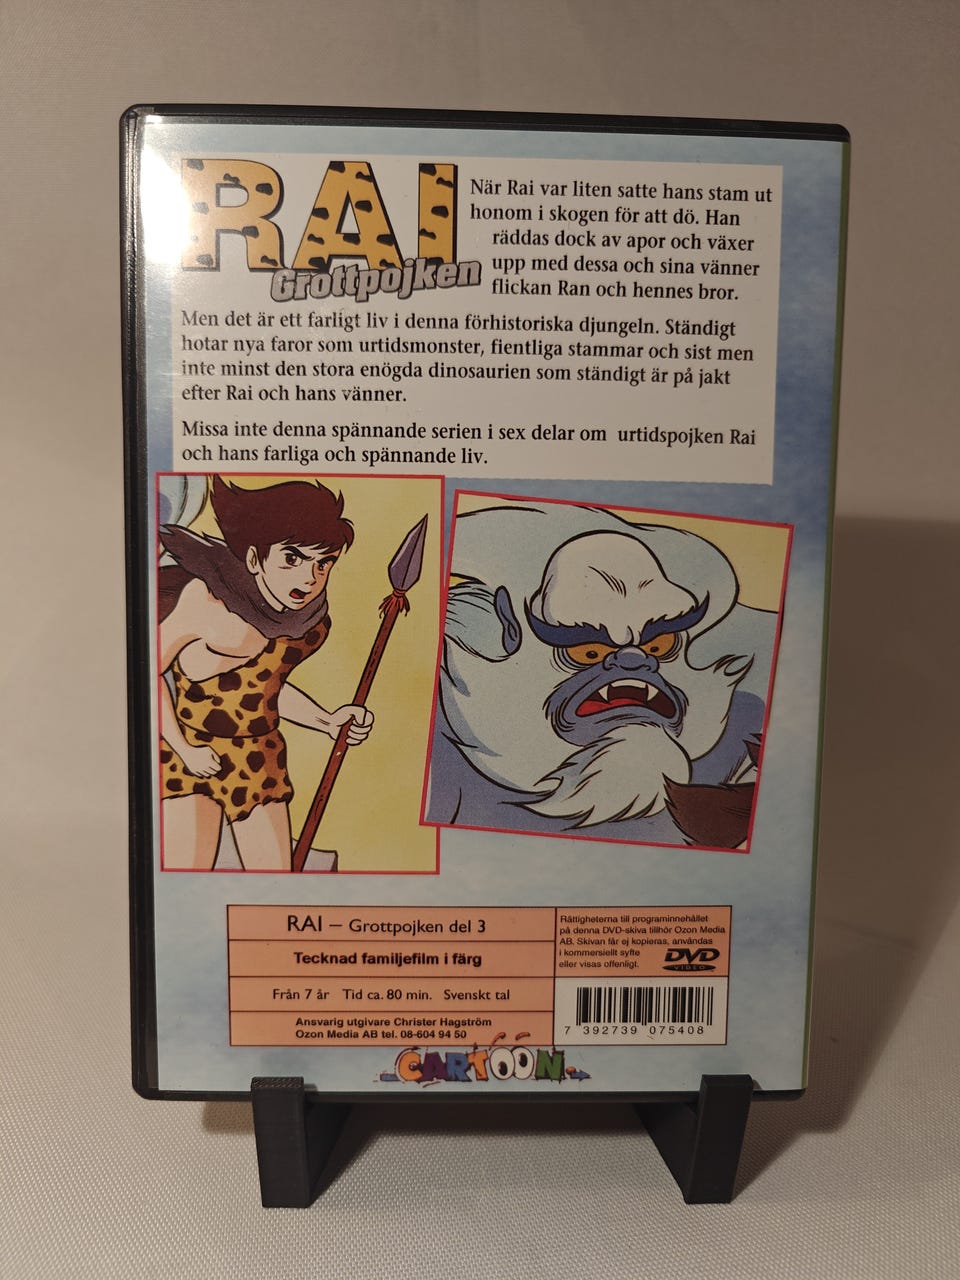 RAI
Grottpojken
När Rai var liten satte hans stam ut
honom i skogen för att dö. Han
räddas dock av apor och växer
upp med dessa och sina vänner
flickan Ran och hennes bror.
Men det är ett farligt liv i denna förhistoriska djungeln. Ständigt
hotar nya faror som urtidsmonster, fientliga stammar och sist men
inte minst den stora enögda dinosaurien som ständigt är på jakt
efter Rai och hans vänner.
Missa inte denna spännande serien i sex delar om urtidspojken Rai
och hans farliga och spännande liv.
RAI – Grottpojken del 3
Tecknad familjefilm i färg
Från 7 år Tid ca. 80 min. Svenskt tal
Ansvarig utgivare Christer Hagström
Ozon Media AB tel. 08-604 94 50
Rättigheterna till programinnehållet
på denna DVD-skiva tillhör Ozon Media
AB. Skivan får ej kopieras, användas
i kommersiellt syfte
eller visas offentligt.
DVD
VIDEO
7 392739 075408
CARTOON